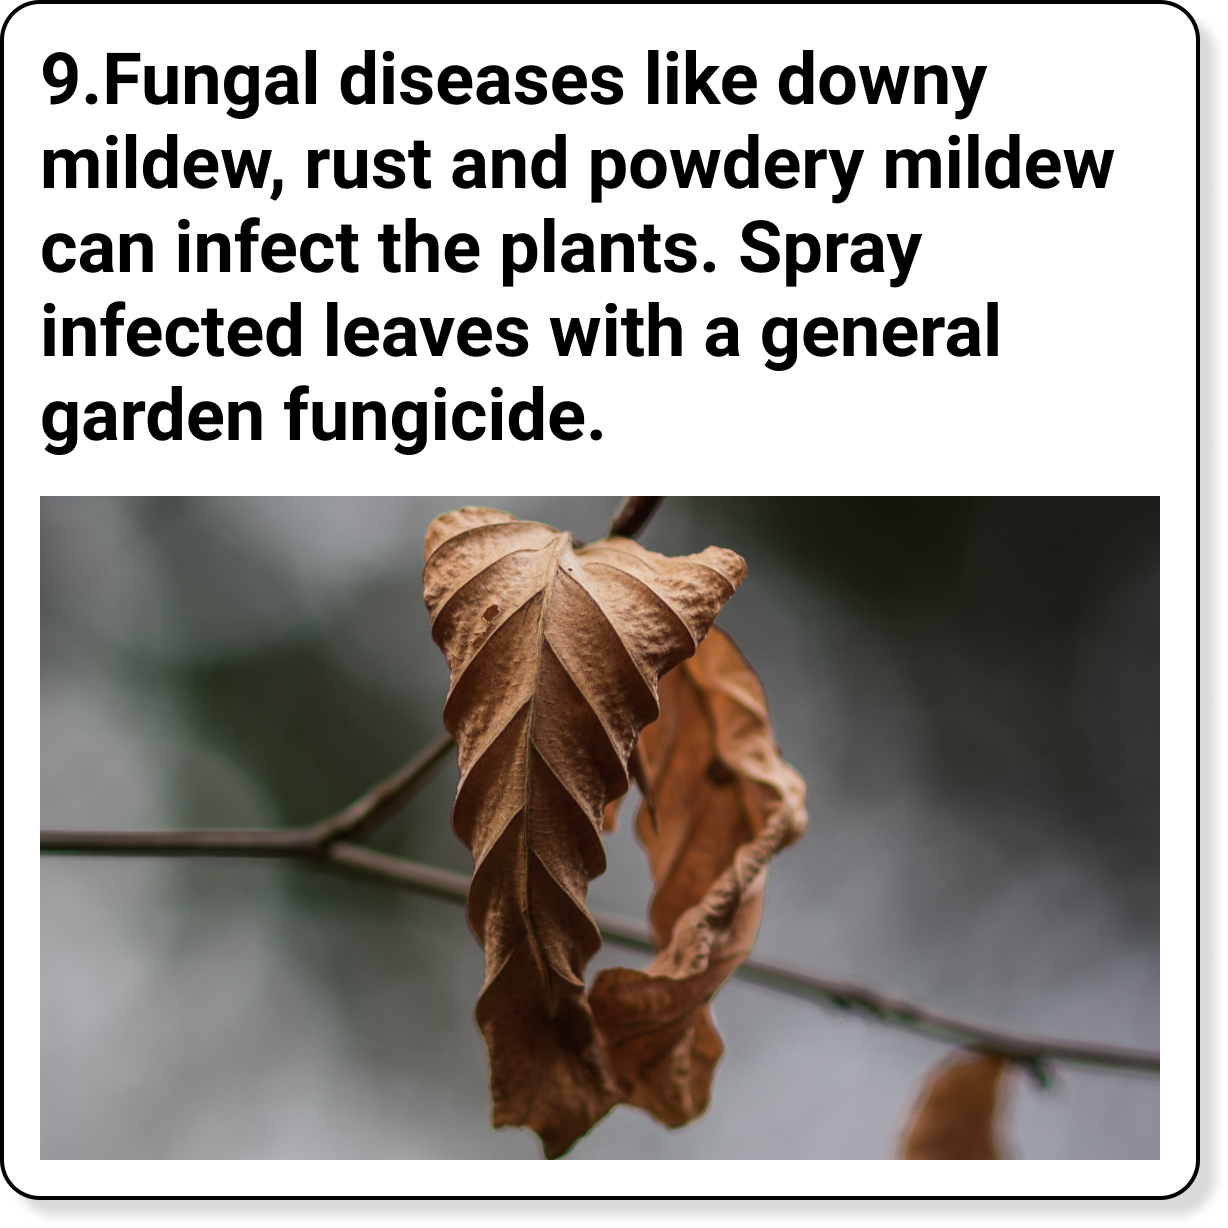 9.Fungal diseases like downy
mildew, rust and powdery mildew
can infect the plants. Spray
infected leaves with a general
garden fungicide.